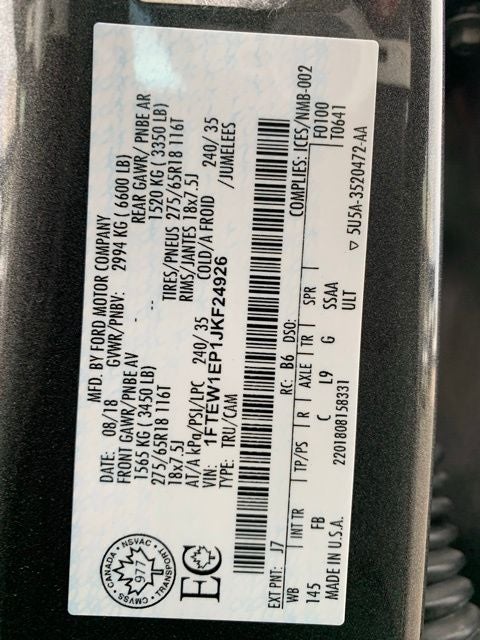 MFD. BY FORD MOTOR COMPANY
DATE: 08/18 GVWR/PNBV: 2994 KG ( 6600 LB)
FRONT GAWR/PNBE AV REAR GAWR/ PNBE AR
1565 KG ( 3450 LB) 1520 KG ( 3350 LB)
275/65R18 116T TIRES/PNEUS 275/65R18 116T
18x7.5J RIMS/JANTES 18x7.5J
AT/A kPa/PSI/LPC 240/ 35 COLD/A FROID 240/ 35
VIN: 1FTEW1EP1JKF24926 /JUMELEES
TYPE: TRU/CAM
CANADA • NSVAC • TRANSPORT • CMVSS
977
EC
COMPLIES: ICES/NMB-002
EXT PNT: J7 RC: B6 DSO: F0100
WB INT TR TP/PS R AXLE TR SPR T0641
145 FB C L9 G SSAA
MADE IN U.S.A. 2201808158331 ULT ▽ 5U5A-3520472-AA